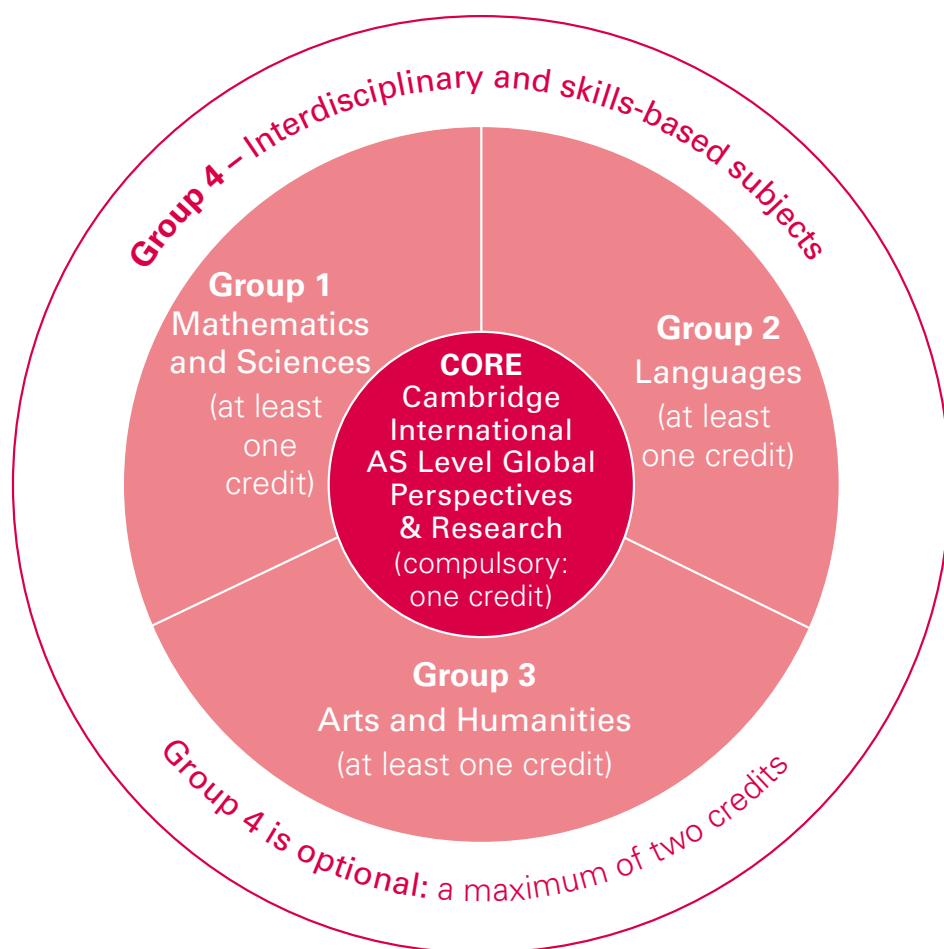 Group 4 – Interdisciplinary and skills-based subjects
Group 1
Mathematics
and Sciences
(at least
one
credit)
Group 2
Languages
(at least
one credit)
CORE
Cambridge
International
AS Level Global
Perspectives
& Research
(compulsory:
one credit)
Group 3
Arts and Humanities
(at least one credit)
Group 4 is optional: a maximum of two credits